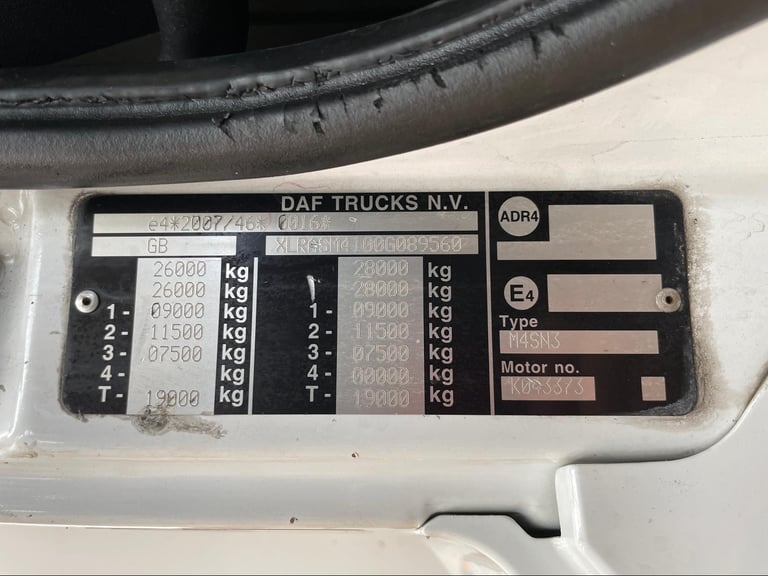 DAF TRUCKS N.V.
e4*2007/46* 0016*
GB
26000 kg 28000 kg
26000 kg 28000 kg
1- 09000 kg 1- 09000 kg
2- 11500 kg 2- 11500 kg
3- 07500 kg 3- 07500 kg
4- kg 4- 00000 kg
T- 19000 kg T- 19000 kg
ADR4
E4
Type
M4SN3
Motor no.